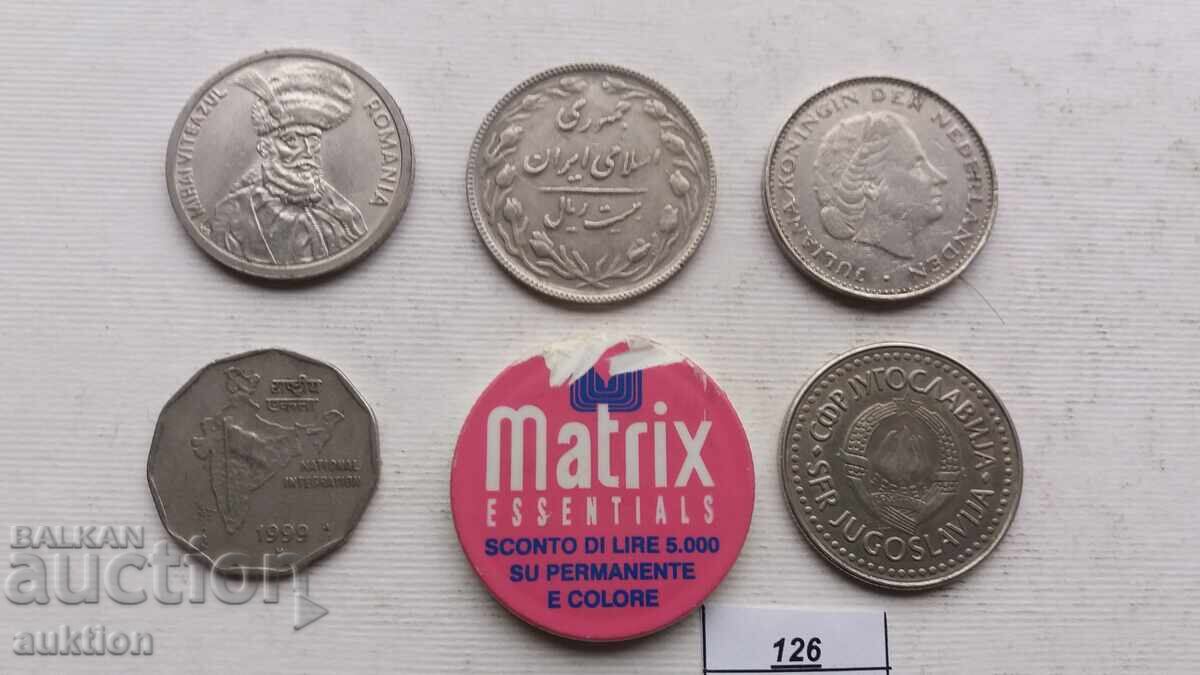 MIHAI VITEAZUL
ROMANIA
جمهوری
اسلامی ایران
بیست ریال
JULIANA KONINGIN DER NEDERLANDEN
राष्ट्रीय
एकता
NATIONAL
INTEGRATION
1999
matrix
ESSENTIALS
SCONTO DI LIRE 5.000
SU PERMANENTE
E COLORE
СФР ЈУГОСЛАВИЈА
SFR JUGOSLAVIJA
126
BALKAN
auction
auktion